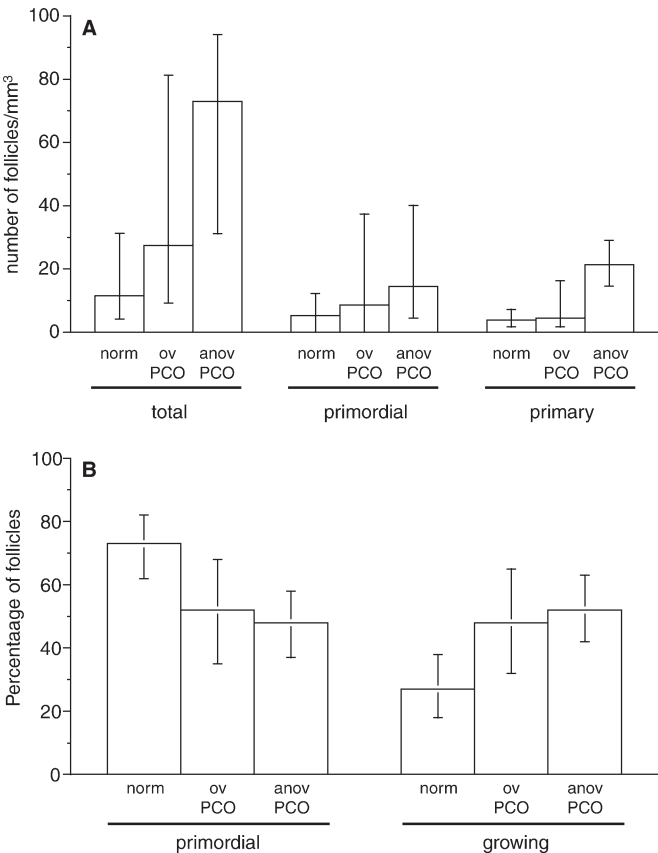 A
100
80
60
40
20
0
number of follicles/mm³
norm ov anov norm ov anov norm ov anov
PCO PCO PCO PCO PCO PCO
total primordial primary
B
100
80
60
40
20
0
Percentaage of follicles
norm ov anov norm ov anov
PCO PCO PCO PCO
primordial growing